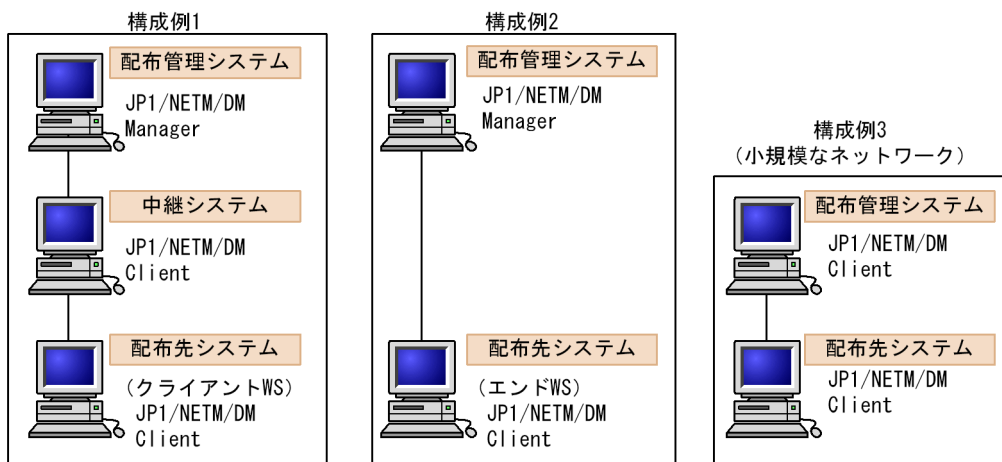 構成例1
配布管理システム
JP1/NETM/DM
Manager
中継システム
JP1/NETM/DM
Client
配布先システム
(クライアントWS)
JP1/NETM/DM
Client
構成例2
配布管理システム
JP1/NETM/DM
Manager
配布先システム
(エンドWS)
JP1/NETM/DM
Client
構成例3
(小規模なネットワーク)
配布管理システム
JP1/NETM/DM
Client
配布先システム
JP1/NETM/DM
Client